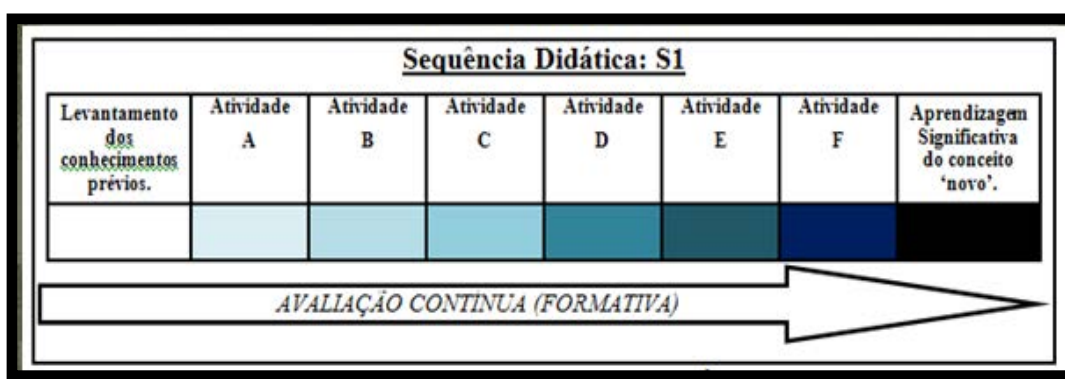 Sequência Didática: S1
Levantamento
dos
conhecimentos
prévios.
Atividade
A
Atividade
B
Atividade
C
Atividade
D
Atividade
E
Atividade
F
Aprendizagem
Significativa
do conceito
‘novo’.
AVALIAÇÃO CONTÍNUA (FORMATIVA)